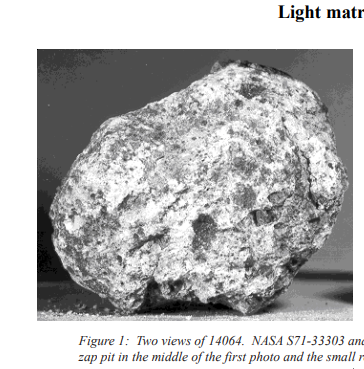 Light matr
Figure 1: Two views of 14064. NASA S71-33303 and
zap pit in the middle of the first photo and the small r